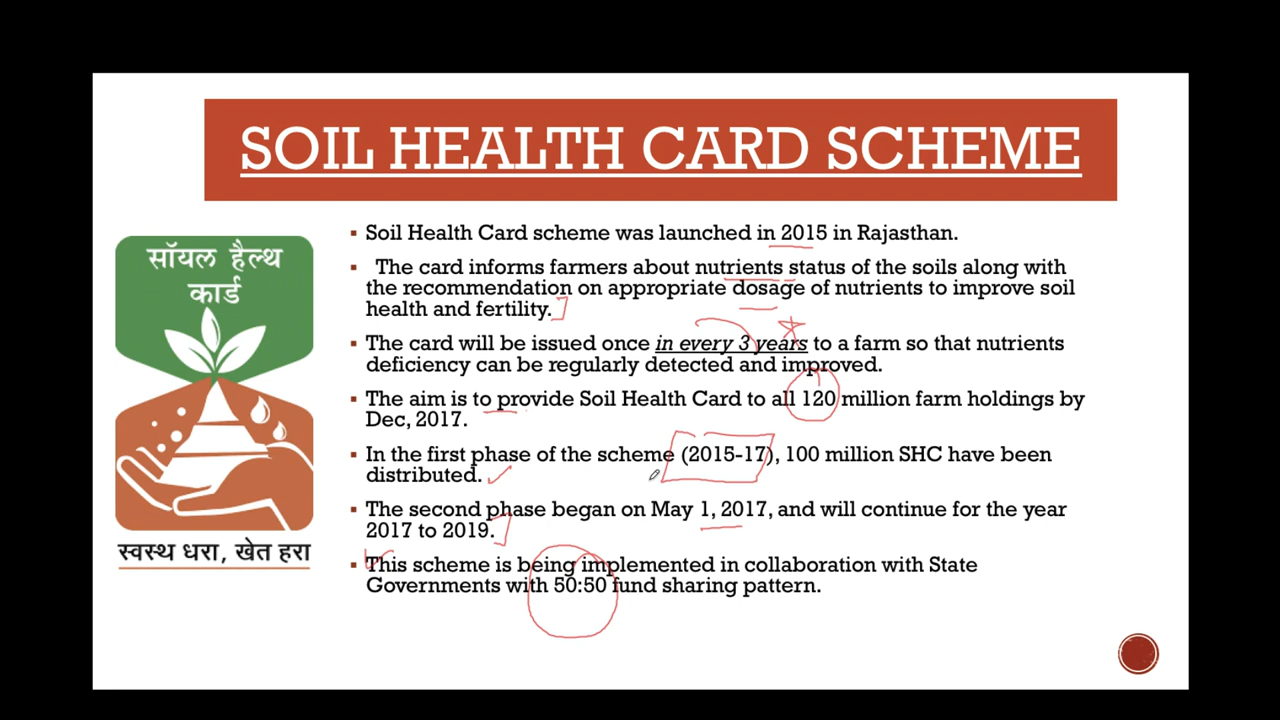 SOIL HEALTH CARD SCHEME
सॉयल हैल्थ
कार्ड
स्वस्थ धरा, खेत हरा
Soil Health Card scheme was launched in 2015 in Rajasthan.
The card informs farmers about nutrients status of the soils along with
the recommendation on appropriate dosage of nutrients to improve soil
health and fertility.
The card will be issued once in every 3 years to a farm so that nutrients
deficiency can be regularly detected and improved.
The aim is to provide Soil Health Card to all 120 million farm holdings by
Dec, 2017.
In the first phase of the scheme (2015-17), 100 million SHC have been
distributed.
The second phase began on May 1, 2017, and will continue for the year
2017 to 2019.
This scheme is being implemented in collaboration with State
Governments with 50:50 fund sharing pattern.